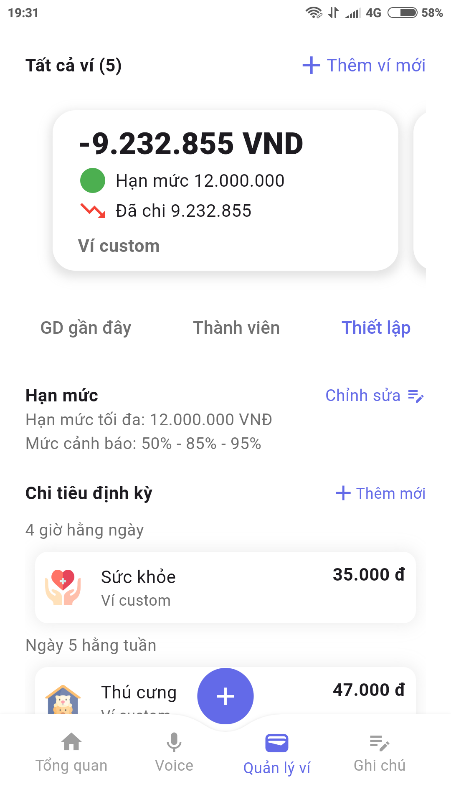 19:31 4G 58%
Tất cả ví (5) + Thêm ví mới
-9.232.855 VND
Hạn mức 12.000.000
Đã chi 9.232.855
Ví custom
GD gần đây Thành viên Thiết lập
Hạn mức Chỉnh sửa
Hạn mức tối đa: 12.000.000 VNĐ
Mức cảnh báo: 50% - 85% - 95%
Chi tiêu định kỳ + Thêm mới
4 giờ hằng ngày
Sức khỏe 35.000 đ
Ví custom
Ngày 5 hằng tuần
Thú cưng 47.000 đ
Ví custom
+
Tổng quan Voice Quản lý ví Ghi chú